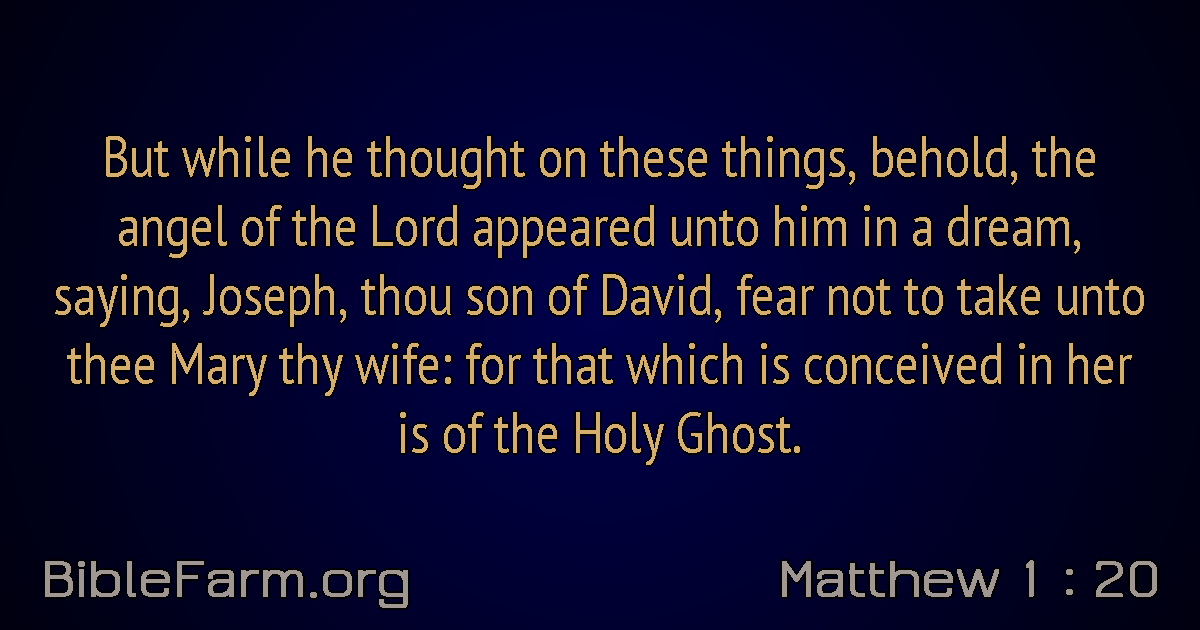 But while he thought on these things, behold, the
angel of the Lord appeared unto him in a dream,
saying, Joseph, thou son of David, fear not to take unto
thee Mary thy wife: for that which is conceived in her
is of the Holy Ghost.
BibleFarm.org
Matthew 1 : 20